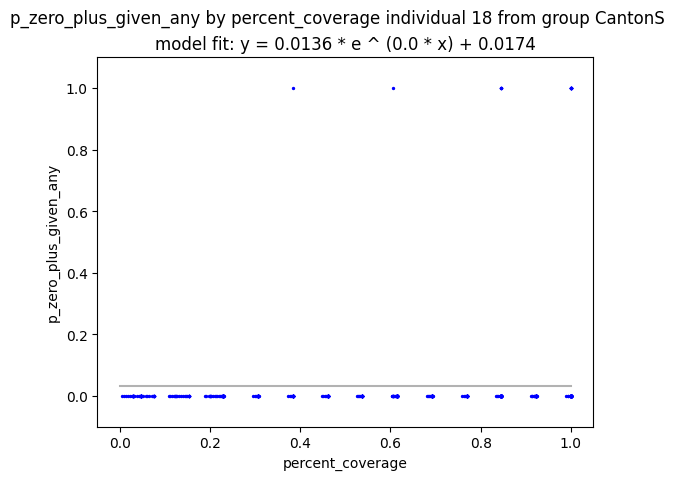 p_zero_plus_given_any by percent_coverage individual 18 from group CantonS
model fit: y = 0.0136 * e ^ (0.0 * x) + 0.0174
1.0
0.8
0.6
0.4
0.2
0.0
p_zero_plus_given_any
0.0 0.2 0.4 0.6 0.8 1.0
percent_coverage